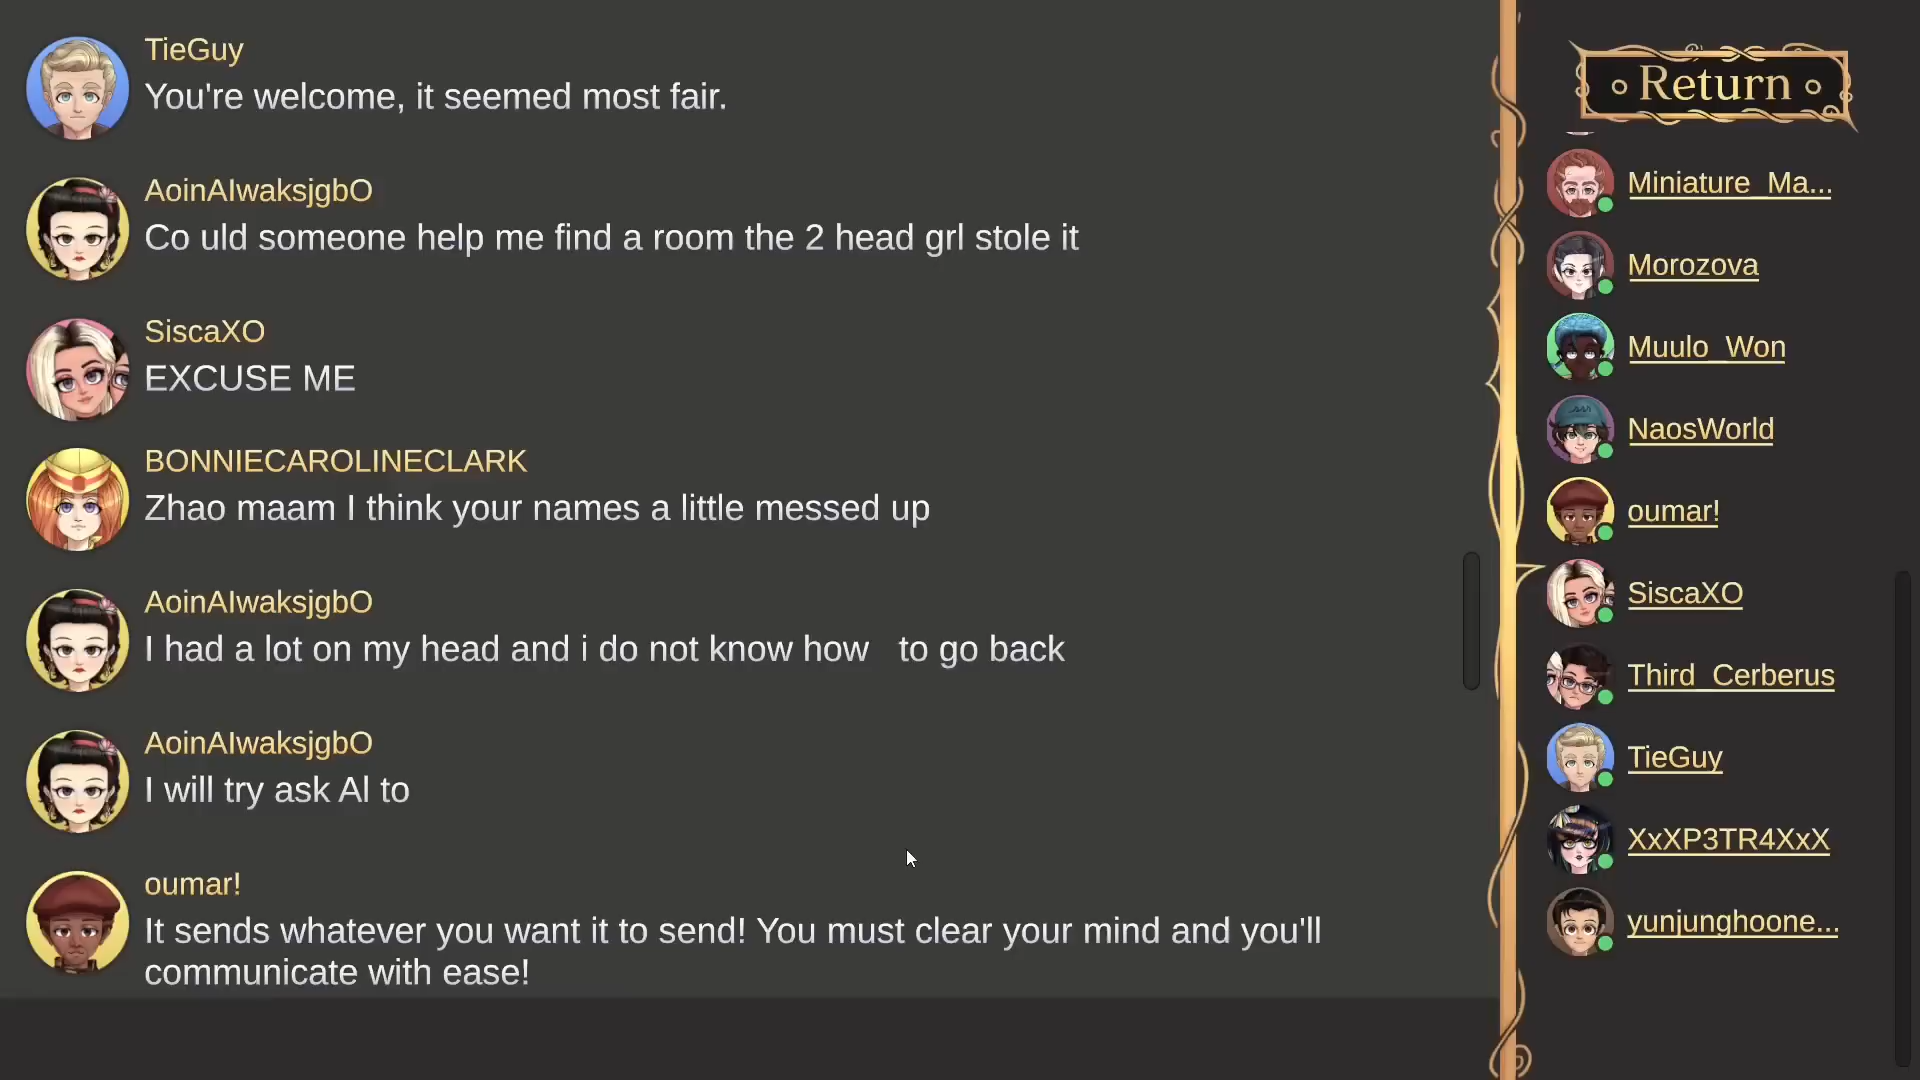 TieGuy
You're welcome, it seemed most fair.
AoinAIwaksjgbO
Co uld someone help me find a room the 2 head grl stole it
SiscaXO
EXCUSE ME
BONNIECAROLINECLARK
Zhao maam I think your names a little messed up
AoinAIwaksjgbO
I had a lot on my head and i do not know how   to go back
AoinAIwaksjgbO
I will try ask Al to
oumar!
It sends whatever you want it to send! You must clear your mind and you'll
communicate with ease!
Return
Miniature_Ma...
Morozova
Muulo_Won
NaosWorld
oumar!
SiscaXO
Third_Cerberus
TieGuy
XxXP3TR4XxX
yunjunghoone...